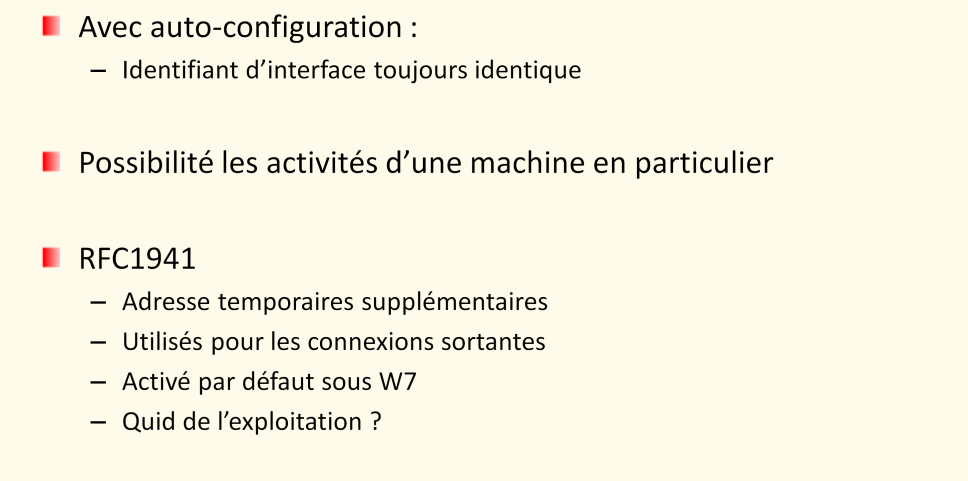 Avec auto-configuration :
– Identifiant d’interface toujours identique
Possibilité les activités d’une machine en particulier
RFC1941
– Adresse temporaires supplémentaires
– Utilisés pour les connexions sortantes
– Activé par défaut sous W7
– Quid de l’exploitation ?